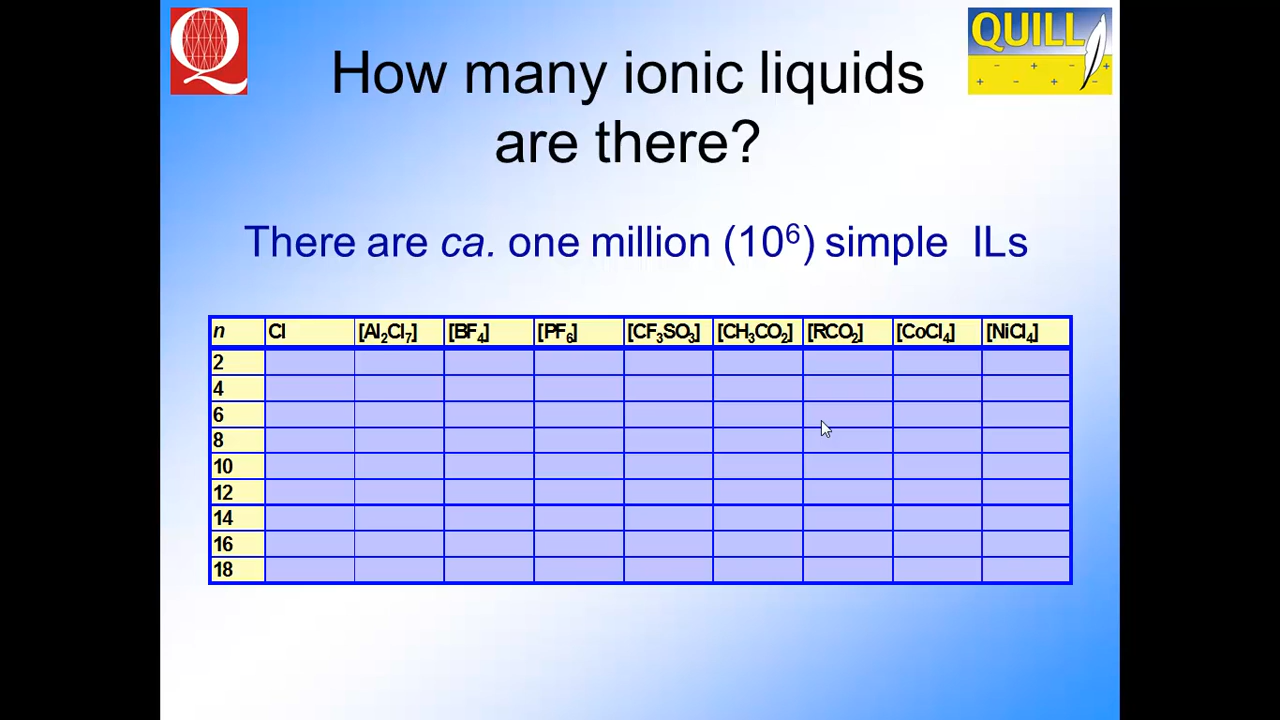 Q
QUILL
How many ionic liquids
are there?
There are ca. one million (10⁶) simple ILs
n Cl [Al₂Cl₇] [BF₄] [PF₆] [CF₃SO₃] [CH₃CO₂] [RCO₂] [CoCl₄] [NiCl₄]
2
4
6
8
10
12
14
16
18